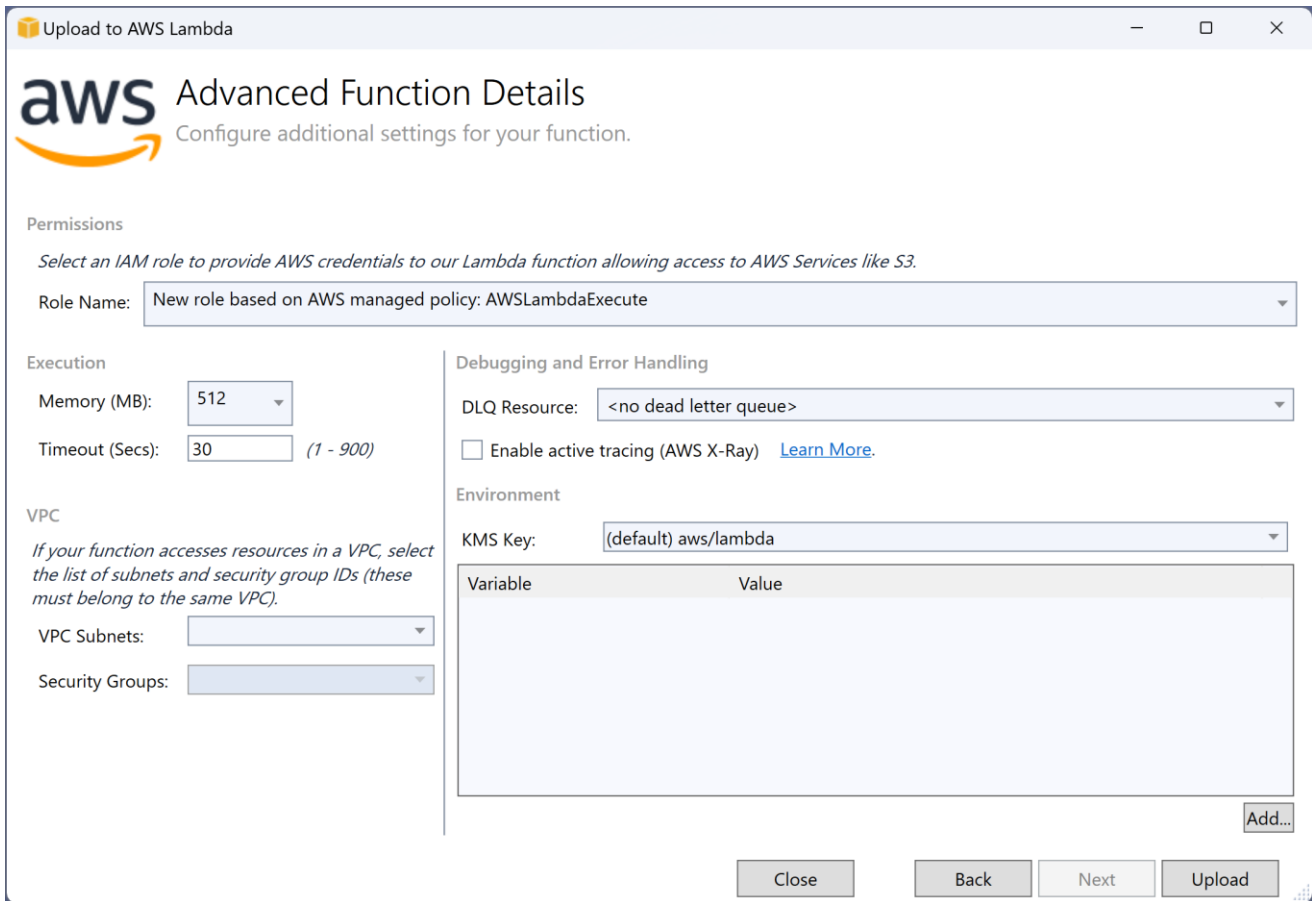 Upload to AWS Lambda
aws
Advanced Function Details
Configure additional settings for your function.
Permissions
Select an IAM role to provide AWS credentials to our Lambda function allowing access to AWS Services like S3.
Role Name: New role based on AWS managed policy: AWSLambdaExecute
Execution
Memory (MB): 512
Timeout (Secs): 30 (1 - 900)
VPC
If your function accesses resources in a VPC, select
the list of subnets and security group IDs (these
must belong to the same VPC).
VPC Subnets:
Security Groups:
Debugging and Error Handling
DLQ Resource: <no dead letter queue>
Enable active tracing (AWS X-Ray) Learn More.
Environment
KMS Key: (default) aws/lambda
Variable Value
Add...
Close Back Next Upload